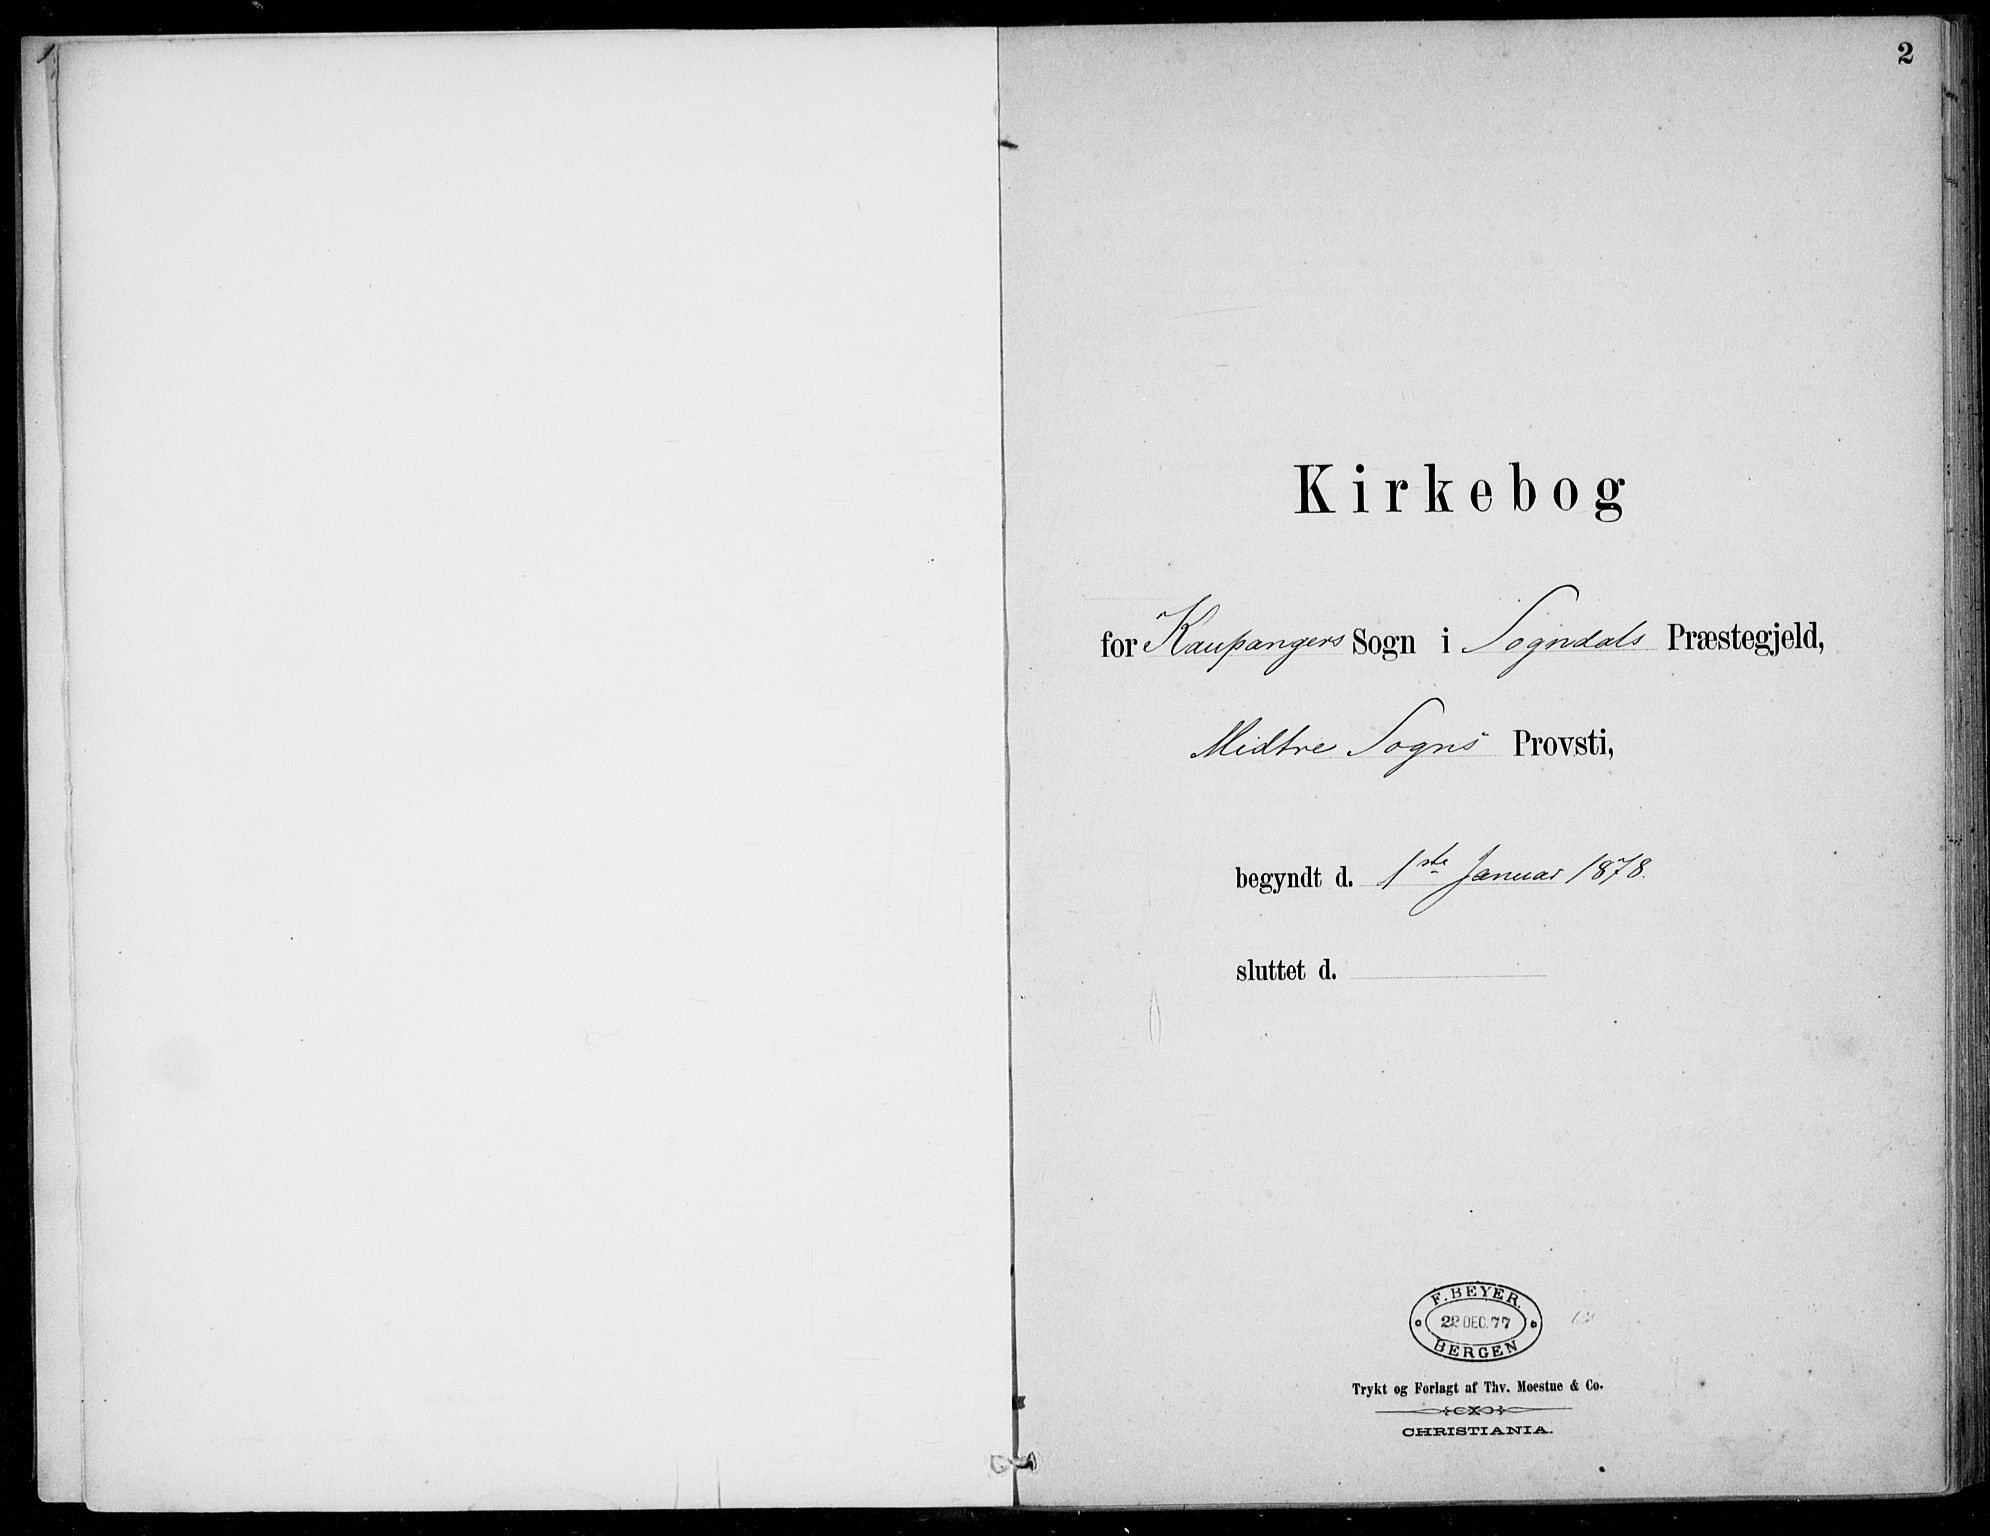 2
Kirkebog
for Kaupangers Sogn i Sogndals Præstegjeld,
Midtre Sogns Provsti,
begyndt d. 1ste Januar 1878.
sluttet d.
F. BEYER.
22 DEC. 77
BERGEN
Trykt og Forlagt af Thv. Moestue & Co.
CHRISTIANIA.